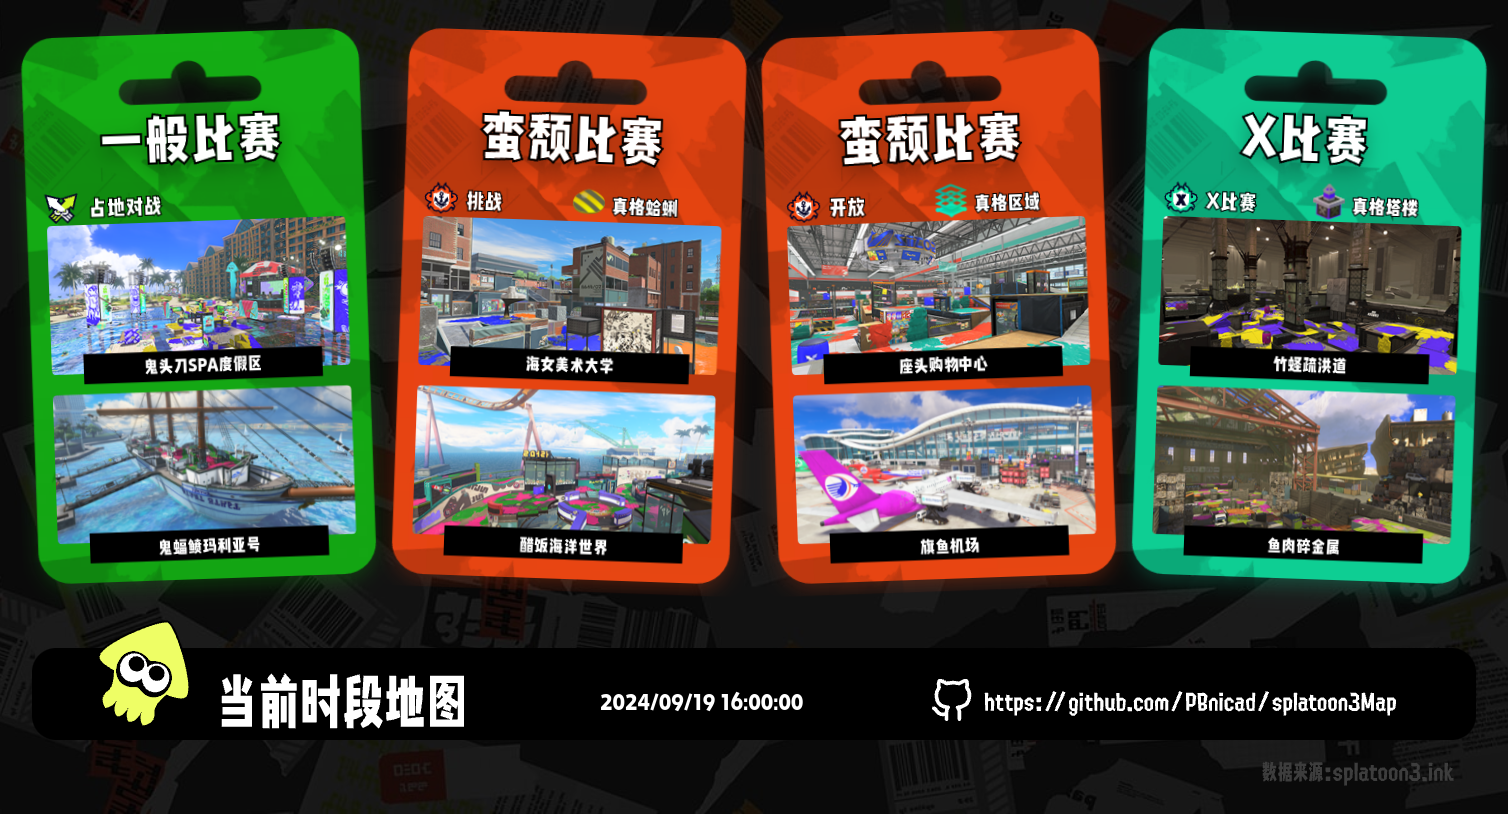 一般比赛
占地对战
鬼头刀SPA度假区
鬼蝠鲼玛利亚号
蛮颓比赛
挑战
真格蛤蜊
海女美术大学
醋饭海洋世界
蛮颓比赛
开放
真格区域
座头购物中心
旗鱼机场
X比赛
X比赛
真格塔楼
竹蛏疏洪道
鱼肉碎金属
当前时段地图
2024/09/19 16:00:00
https://github.com/PBnicad/splatoon3Map
数据来源:splatoon3.ink